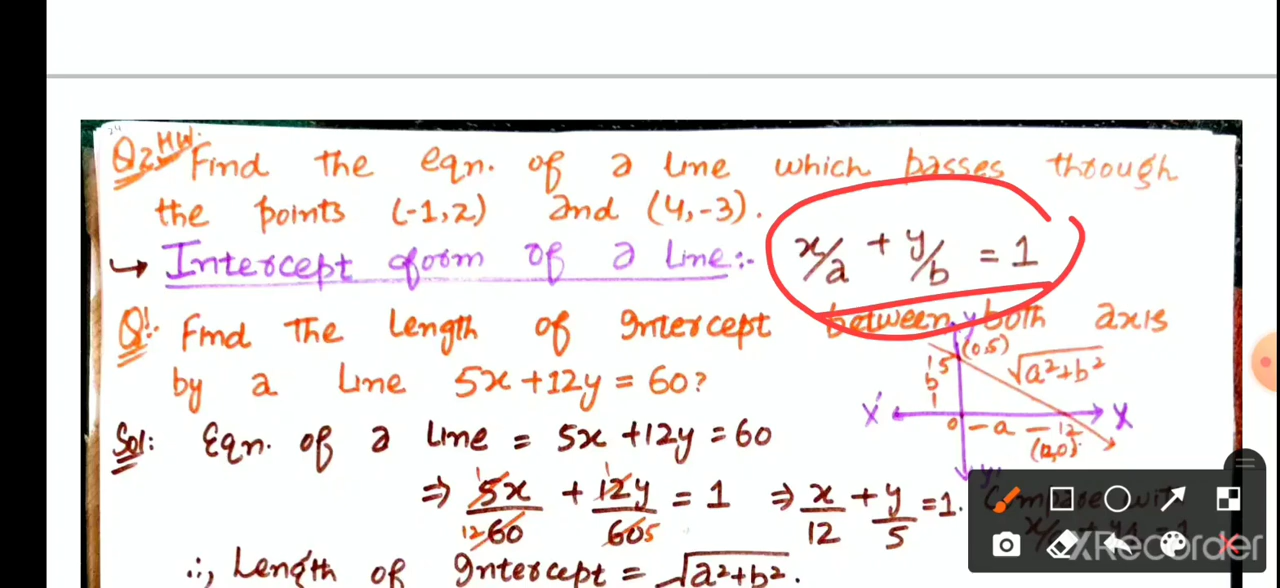 Q2 HW. Find the eqn. of a line which passes through
the points (-1,2) and (4,-3).
→ Intercept form of a line:- x/a + y/b = 1
Q1. Find the length of intercept between both axis
by a line 5x+12y=60?
Y
(0,5)
5
b
√a²+b²
X' 0 - a - 12 X
(12,0)
Y'
Sol: Eqn. of a line = 5x+12y=60
⇒ 5x/60 + 12y/60 = 1 ⇒ x/12 + y/5 = 1. Compare with
12 5
∴, Length of intercept = √a²+b².
XRecorder